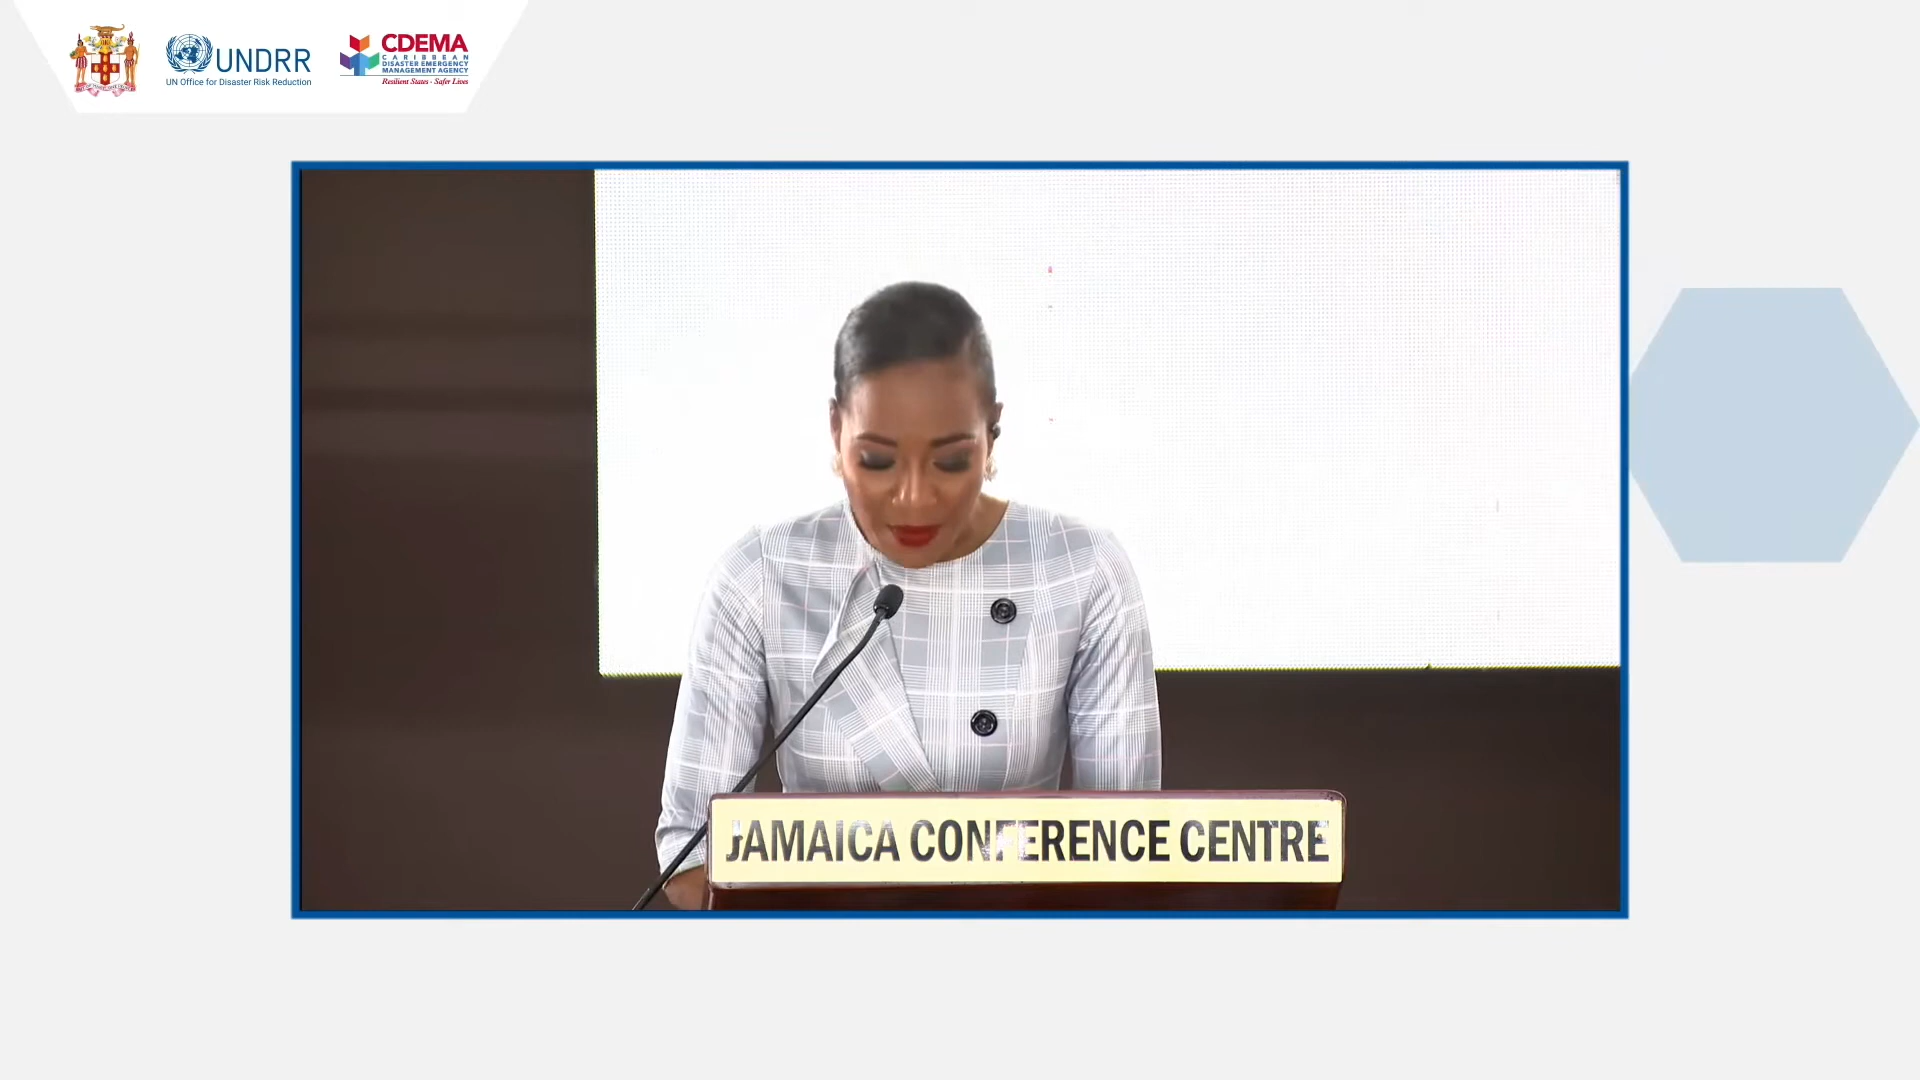 UNDRR
UN Office for Disaster Risk Reduction
CDEMA
CARIBBEAN
DISASTER EMERGENCY
MANAGEMENT AGENCY
Resilient States - Safer Lives
JAMAICA CONFERENCE CENTRE